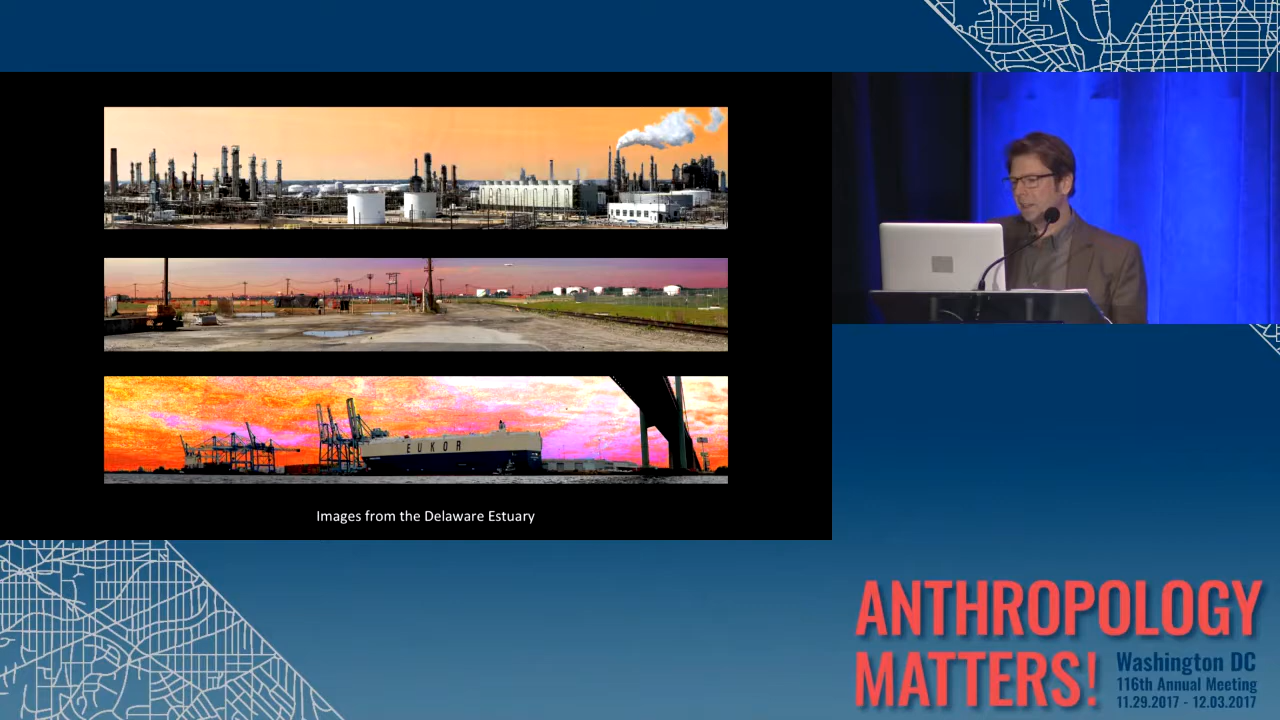 EUKOR
Images from the Delaware Estuary
ANTHROPOLOGY
MATTERS!
Washington DC
116th Annual Meeting
11.29.2017 - 12.03.2017